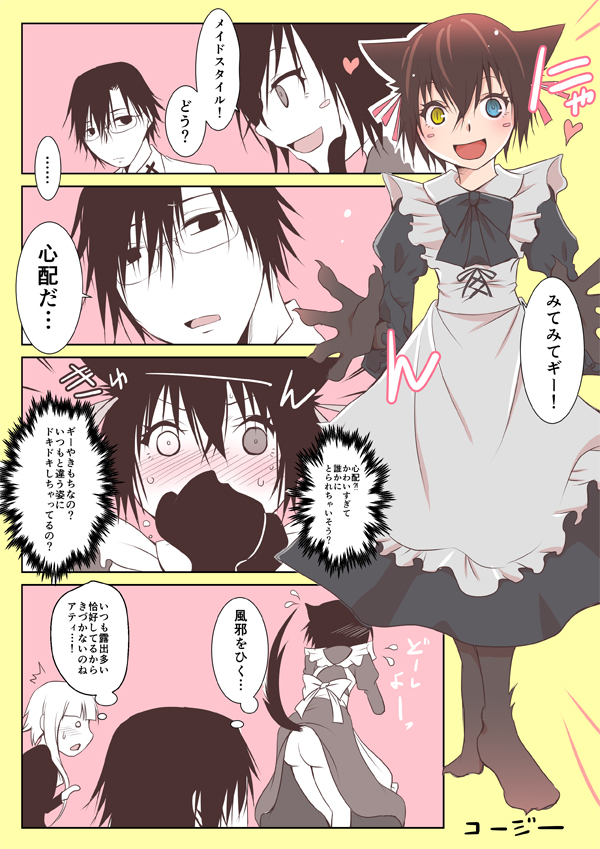 みてみてギー！
にゃ
ん
メイドスタイル！
どう？
……
心配だ…
きゅ
ん
心配⁈
かわいすぎて
誰かに
とられちゃいそう？
ギーやきもちなの？
いつもと違う姿に
ドキドキしちゃってるの？
どーし
よーっ
風邪をひく…
いつも露出多い
恰好してるから
きづかないのね
アティ…！
コージー